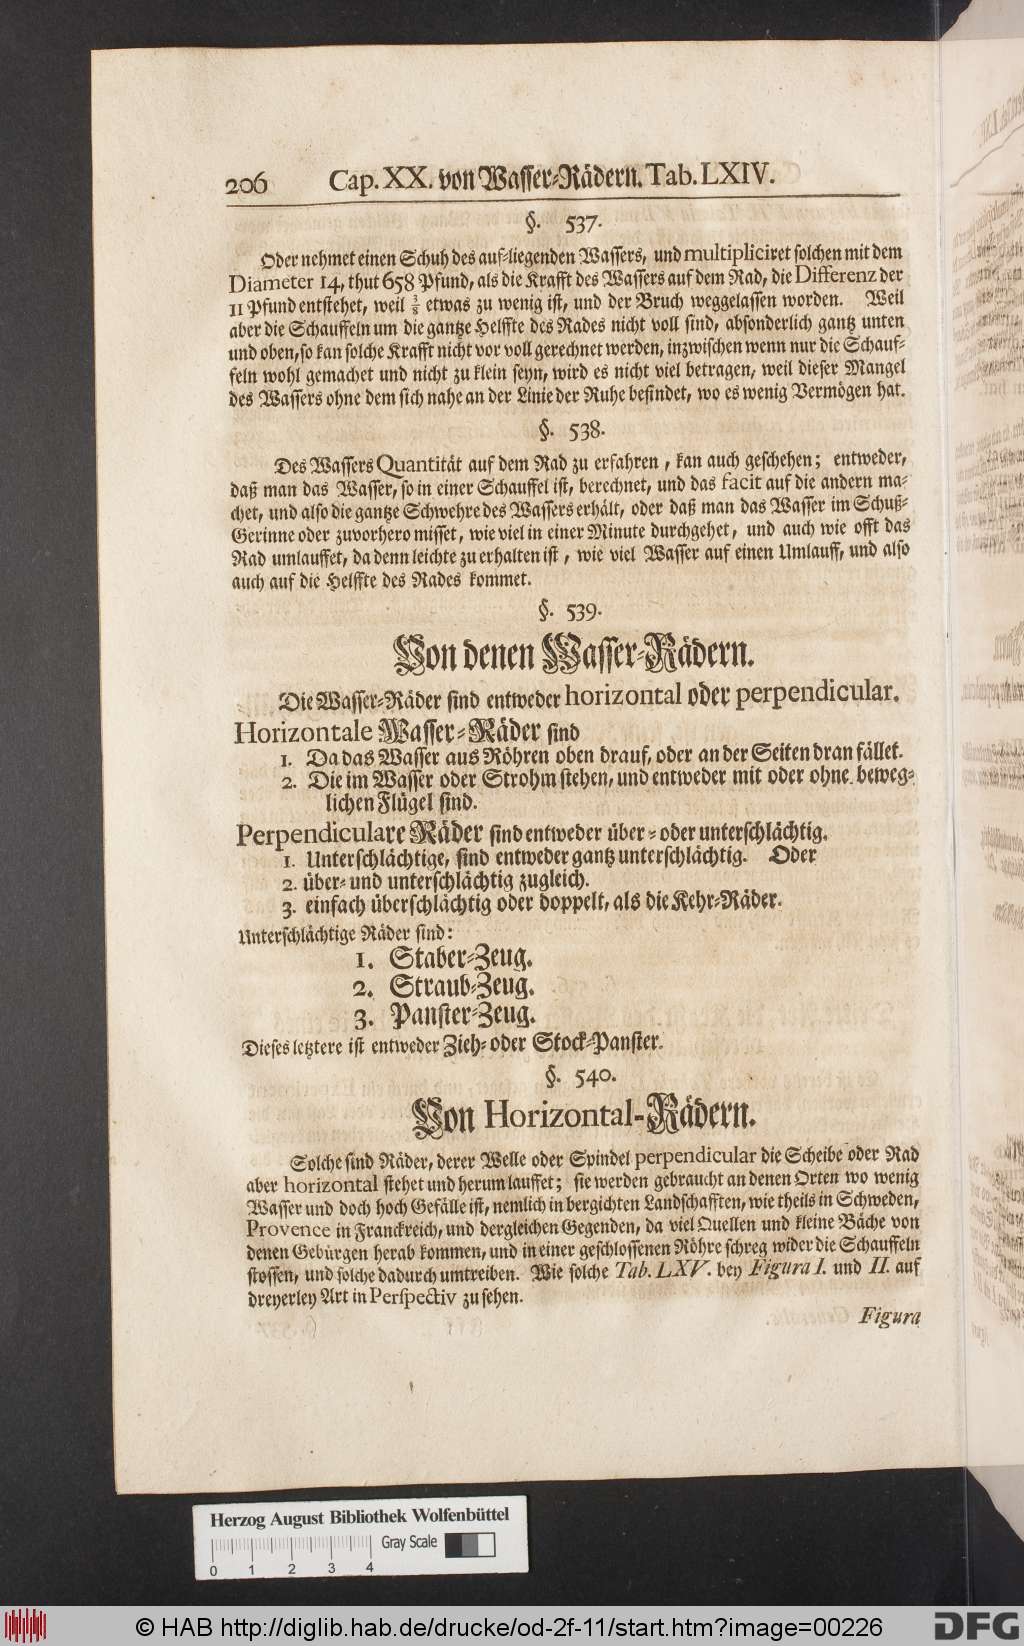 206 Cap. XX. von Wasser-Rädern. Tab. LXIV.
§. 537.
Oder nehmet einen Schuh des auf-liegenden Wassers, und multipliciret solchen mit dem
Diameter 14, thut 658 Pfund, als die Krafft des Wassers auf dem Rad, die Differenz der
11 Pfund entstehet, weil 3/8 etwas zu wenig ist, und der Bruch weggelassen worden. Weil
aber die Schauffeln um die gantze Helffte des Rades nicht voll sind, absonderlich gantz unten
und oben, so kan solche Krafft nicht vor voll gerechnet werden, inzwischen wenn nur die Schauf-
feln wohl gemachet und nicht zu klein seyn, wird es nicht viel betragen, weil dieser Mangel
des Wassers ohne dem sich nahe an der Linie der Ruhe befindet, wo es wenig Vermögen hat.
§. 538.
Des Wassers Quantität auf dem Rad zu erfahren, kan auch geschehen; entweder,
daß man das Wasser, so in einer Schauffel ist, berechnet, und das facit auf die andern ma-
chet, und also die gantze Schwehre des Wassers erhält, oder daß man das Wasser im Schuß-
Gerinne oder zuvorhero misset, wie viel in einer Minute durchgehet, und auch wie offt das
Rad umlauffet, da denn leichte zu erhalten ist, wie viel Wasser auf einen Umlauff, und also
auch auf die Helffte des Rades kommet.
§. 539.
Von denen Wasser-Rädern.
Die Wasser-Räder sind entweder horizontal oder perpendicular.
Horizontale Wasser-Räder sind
1. Da das Wasser aus Röhren oben drauf, oder an der Seiten dran fället.
2. Die im Wasser oder Strohm stehen, und entweder mit oder ohne beweg-
lichen Flügel sind.
Perpendiculare Räder sind entweder über- oder unterschlächtig.
1. Unterschlächtige, sind entweder gantz unterschlächtig. Oder
2. über- und unterschlächtig zugleich.
3. einfach überschlächtig oder doppelt, als die Kehr-Räder.
Unterschlächtige Räder sind:
1. Staber-Zeug.
2. Straub-Zeug.
3. Panster-Zeug.
Dieses letztere ist entweder Zieh- oder Stock-Panster.
§. 540.
Von Horizontal-Rädern.
Solche sind Räder, derer Welle oder Spindel perpendicular die Scheibe oder Rad
aber horizontal stehet und herum lauffet; sie werden gebraucht an denen Orten wo wenig
Wasser und doch hoch Gefälle ist, nemlich in bergichten Landschafften, wie theils in Schweden,
Provence in Franckreich, und dergleichen Gegenden, da viel Quellen und kleine Bäche von
denen Gebürgen herab kommen, und in einer geschlossenen Röhre schreg wider die Schauffeln
stossen, und solche dadurch umtreiben. Wie solche Tab. LXV. bey Figura I. und II. auf
dreyerley Art in Perspectiv zu sehen.
Figura
Herzog August Bibliothek Wolfenbüttel
Gray Scale
0 1 2 3 4
© HAB http://diglib.hab.de/drucke/od-2f-11/start.htm?image=00226
DFG